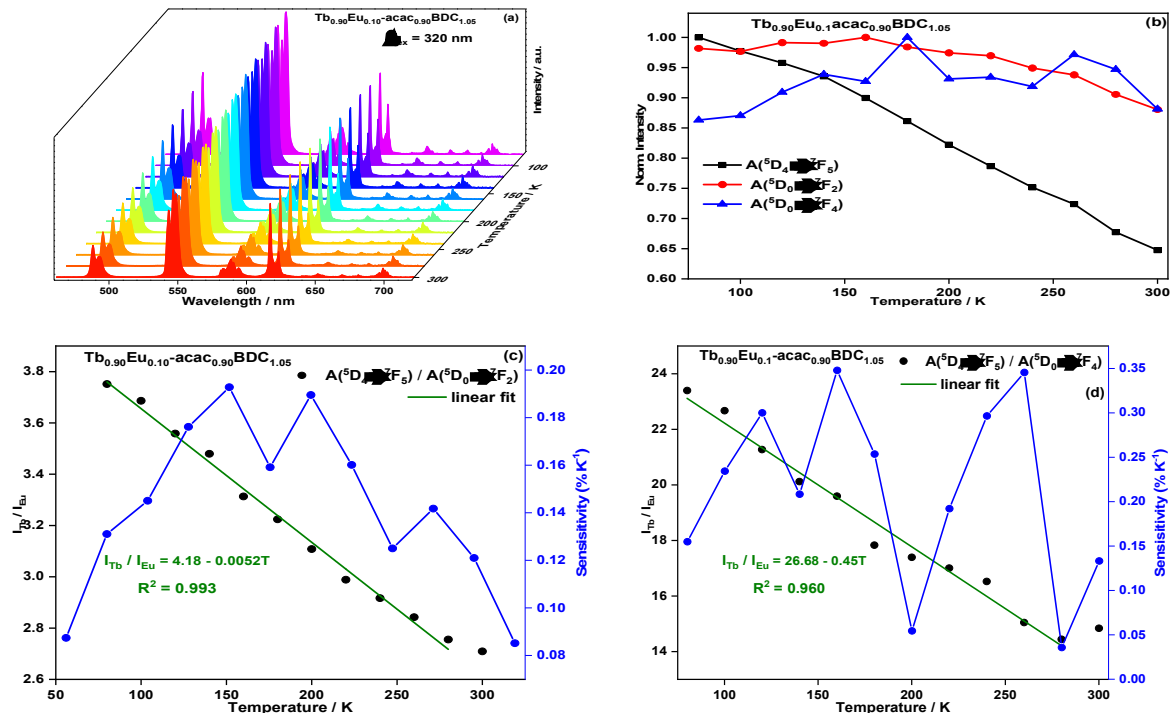 Tb0.90Eu0.10-acac0.90BDC1.05 (a)
ex = 320 nm
Intensity / a.u.
100
150
200
250
300
Temperature / K
500 550 600 650 700
Wavelength / nm
Tb0.90Eu0.1acac0.90BDC1.05 (b)
1.00
0.95
0.90
0.85
0.80
0.75
0.70
0.65
0.60
Norm. Intensity
A(5D4 7F5)
A(5D0 7F2)
A(5D0 7F4)
100 150 200 250 300
Temperature / K
Tb0.90Eu0.10-acac0.90BDC1.05 (c)
A(5D4 7F5) / A(5D0 7F2)
linear fit
3.8
3.6
3.4
3.2
3.0
2.8
2.6
ITb / IEu
ITb / IEu = 4.18 - 0.0052T
R2 = 0.993
0.20
0.18
0.16
0.14
0.12
0.10
0.08
Sensisitivity (% K-1)
50 100 150 200 250 300
Temperature / K
Tb0.90Eu0.1-acac0.90BDC1.05
A(5D4 7F5) / A(5D0 7F4)
linear fit
(d)
24
22
20
18
16
14
12
ITb / IEu
ITb / IEu = 26.68 - 0.45T
R2 = 0.960
0.35
0.30
0.25
0.20
0.15
0.10
0.05
0.00
Sensisitivity (% K-1)
100 150 200 250 300
Temperature / K